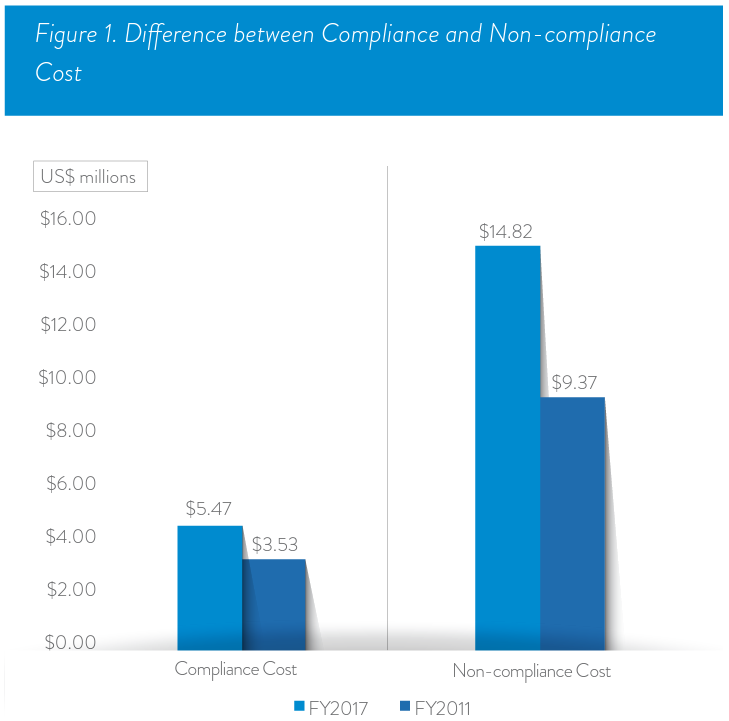 Figure 1. Difference between Compliance and Non-compliance
Cost
US$ millions
$16.00
$14.00
$12.00
$10.00
$8.00
$6.00
$4.00
$2.00
$0.00
$5.47
$3.53
$14.82
$9.37
Compliance Cost
Non-compliance Cost
FY2017 FY2011